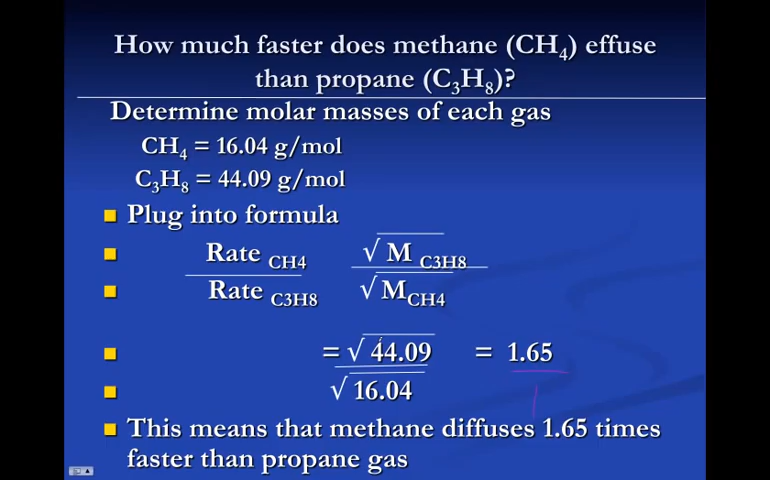 How much faster does methane (CH₄) effuse
than propane (C₃H₈)?
Determine molar masses of each gas
CH₄ = 16.04 g/mol
C₃H₈ = 44.09 g/mol
Plug into formula
Rate CH4 √ M C3H8
Rate C3H8 √ MCH4
= √ 44.09 = 1.65
√ 16.04
This means that methane diffuses 1.65 times
faster than propane gas